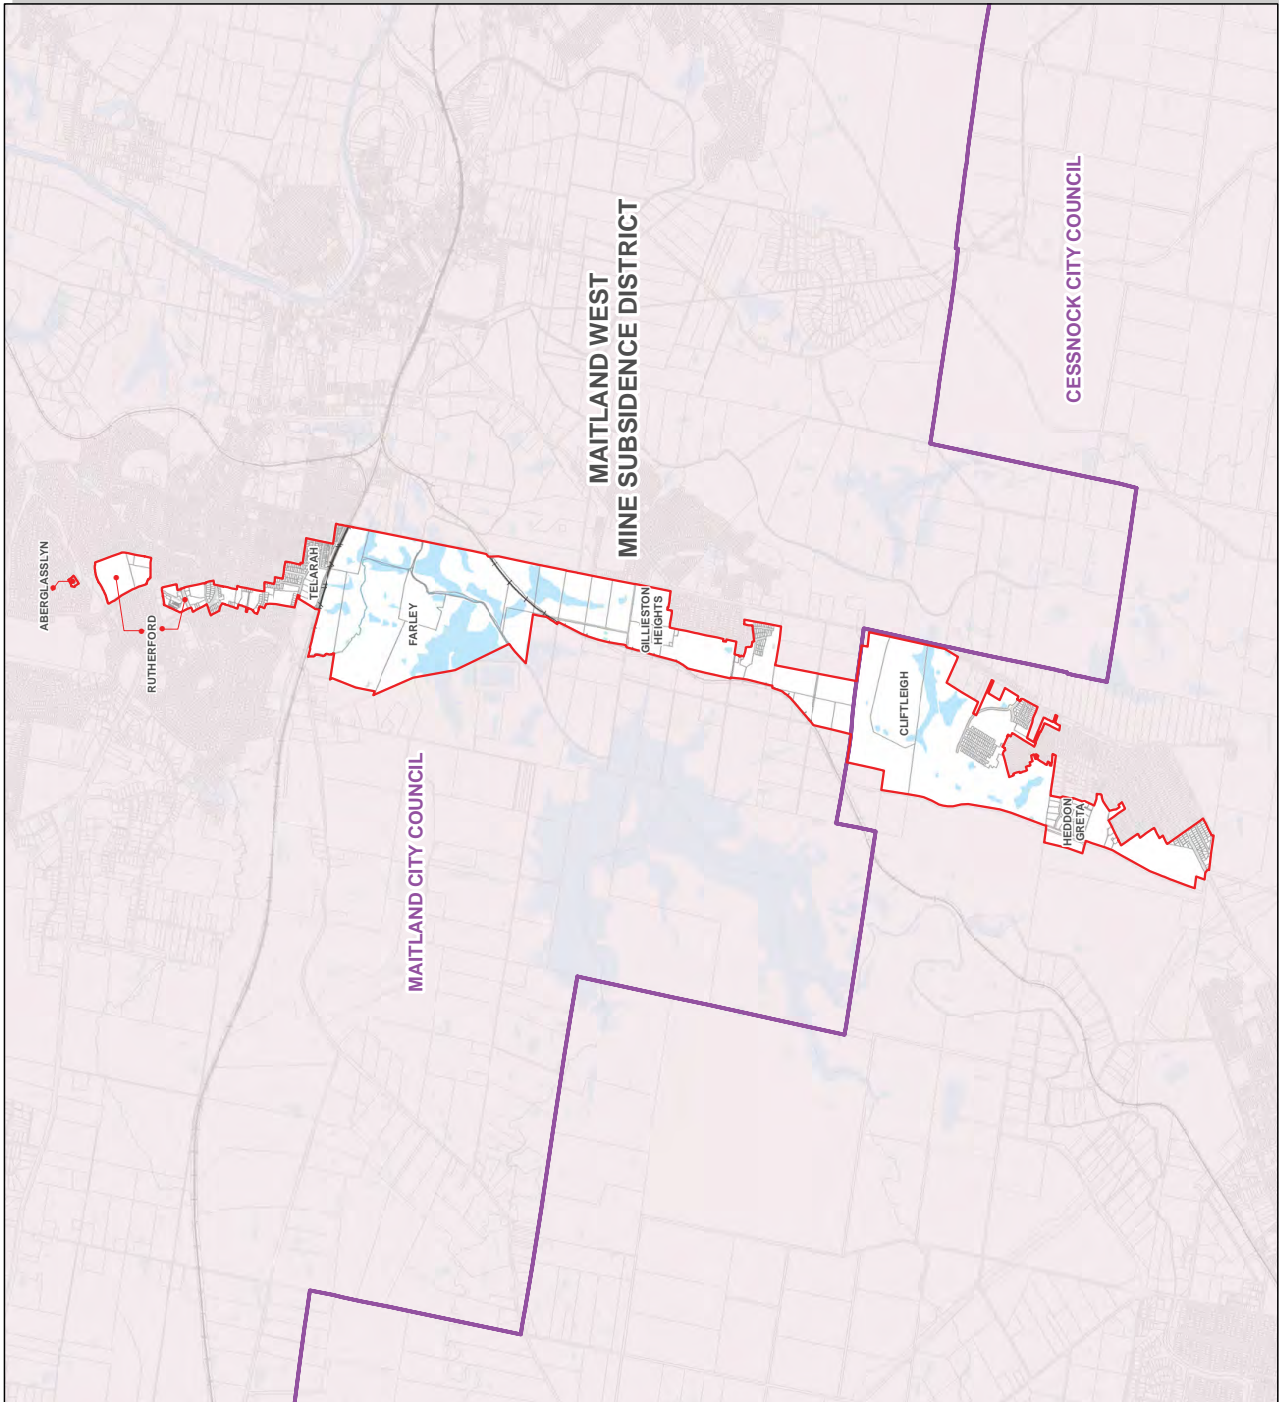 ABERGLASSLYN
RUTHERFORD
TELARAH
FARLEY
MAITLAND CITY COUNCIL
MAITLAND WEST
MINE SUBSIDENCE DISTRICT
GILLIESTON
HEIGHTS
CLIFTLEIGH
HEDDON
GRETA
CESSNOCK CITY COUNCIL